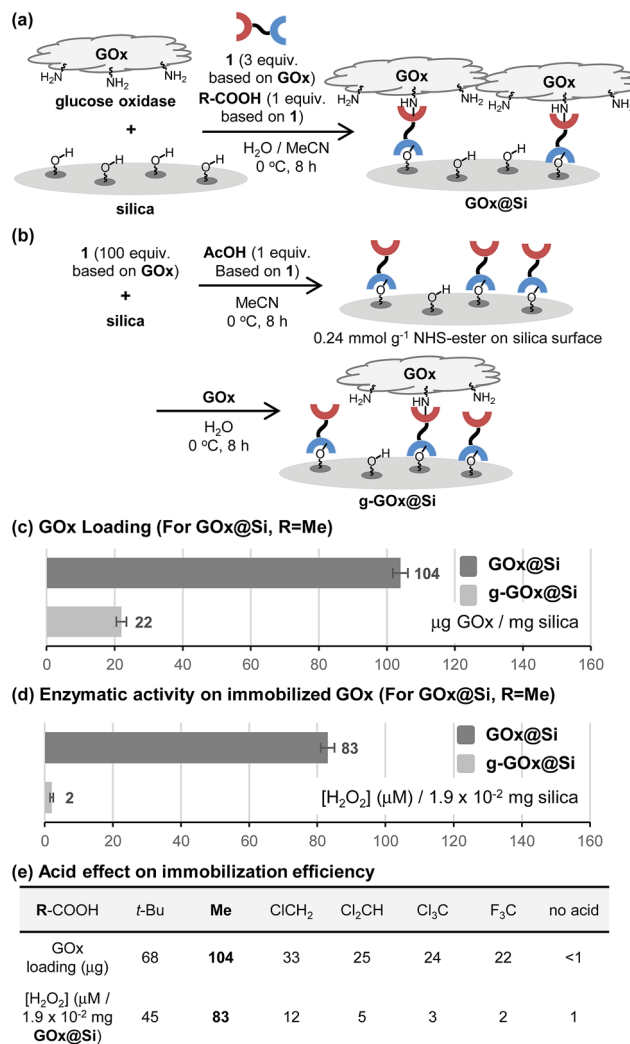 (a)
GOx
H₂N
NH₂
NH₂
glucose oxidase
+
O H
O H
O H
O H
silica
1 (3 equiv.
based on GOx)
R-COOH (1 equiv.
based on 1)
H₂O / MeCN
0 ºC, 8 h
GOx
GOx
H₂N
HN
NH₂
H₂N
HN
NH₂
O
O H
O H
O
GOx@Si
(b)
1 (100 equiv.
based on GOx)
+
silica
AcOH (1 equiv.
Based on 1)
MeCN
0 ºC, 8 h
O
O H
O
O
0.24 mmol g⁻¹ NHS-ester on silica surface
GOx
H₂O
0 ºC, 8 h
GOx
H₂N
HN
NH₂
O
O H
O
O
g-GOx@Si
(c) GOx Loading (For GOx@Si, R=Me)
104
22
GOx@Si
g-GOx@Si
μg GOx / mg silica
0 20 40 60 80 100 120 140 160
(d) Enzymatic activity on immobilized GOx (For GOx@Si, R=Me)
83
2
GOx@Si
g-GOx@Si
[H₂O₂] (μM) / 1.9 x 10⁻² mg silica
0 20 40 60 80 100 120 140 160
(e) Acid effect on immobilization efficiency
R-COOH t-Bu Me ClCH₂ Cl₂CH Cl₃C F₃C no acid
GOx
loading (μg) 68 104 33 25 24 22 <1
[H₂O₂] (μM /
1.9 x 10⁻² mg 45 83 12 5 3 2 1
GOx@Si)